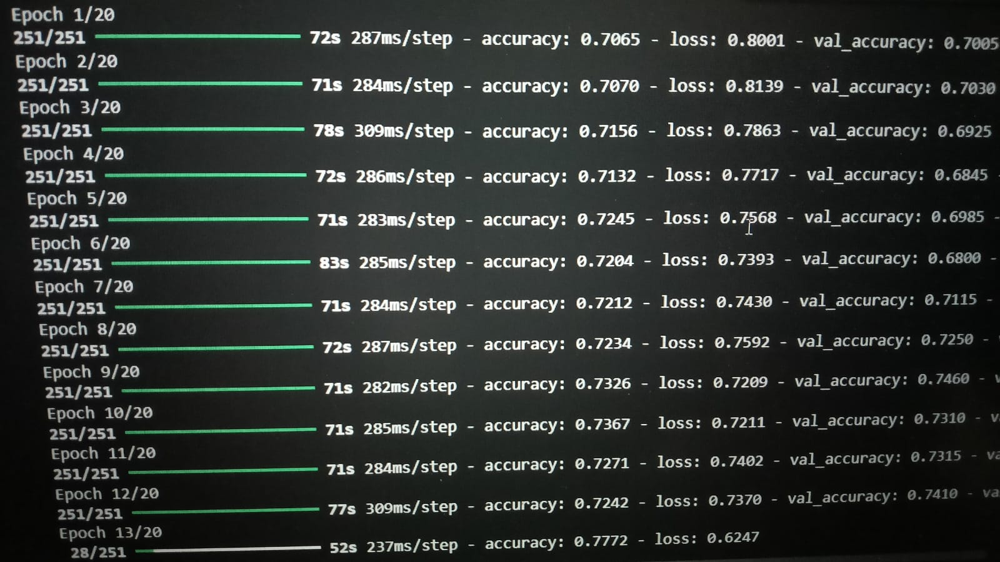 Epoch 1/20
251/251 72s 287ms/step - accuracy: 0.7065 - loss: 0.8001 - val_accuracy: 0.7005
Epoch 2/20
251/251 71s 284ms/step - accuracy: 0.7070 - loss: 0.8139 - val_accuracy: 0.7030
Epoch 3/20
251/251 78s 309ms/step - accuracy: 0.7156 - loss: 0.7863 - val_accuracy: 0.6925
Epoch 4/20
251/251 72s 286ms/step - accuracy: 0.7132 - loss: 0.7717 - val_accuracy: 0.6845 -
Epoch 5/20
251/251 71s 283ms/step - accuracy: 0.7245 - loss: 0.7568 - val_accuracy: 0.6985 -
Epoch 6/20
251/251 83s 285ms/step - accuracy: 0.7204 - loss: 0.7393 - val_accuracy: 0.6800 -
Epoch 7/20
251/251 71s 284ms/step - accuracy: 0.7212 - loss: 0.7430 - val_accuracy: 0.7115 -
Epoch 8/20
251/251 72s 287ms/step - accuracy: 0.7234 - loss: 0.7592 - val_accuracy: 0.7250 -
Epoch 9/20
251/251 71s 282ms/step - accuracy: 0.7326 - loss: 0.7209 - val_accuracy: 0.7460 - v
Epoch 10/20
251/251 71s 285ms/step - accuracy: 0.7367 - loss: 0.7211 - val_accuracy: 0.7310 - v
Epoch 11/20
251/251 71s 284ms/step - accuracy: 0.7271 - loss: 0.7402 - val_accuracy: 0.7315 - va
Epoch 12/20
251/251 77s 309ms/step - accuracy: 0.7242 - loss: 0.7370 - val_accuracy: 0.7410 - va
Epoch 13/20
28/251 52s 237ms/step - accuracy: 0.7772 - loss: 0.6247